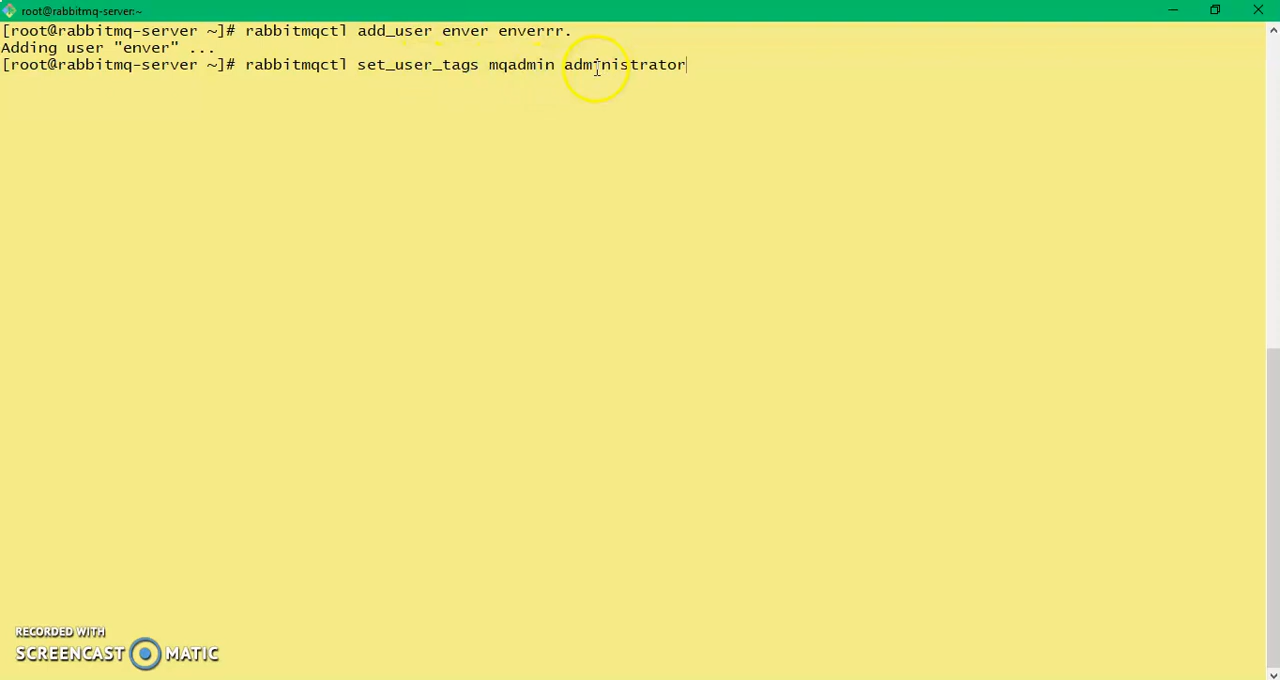 root@rabbitmq-server:~
[root@rabbitmq-server ~]# rabbitmqctl add_user enver enverrr.
Adding user "enver" ...
[root@rabbitmq-server ~]# rabbitmqctl set_user_tags mqadmin administrator
RECORDED WITH
SCREENCAST MATIC